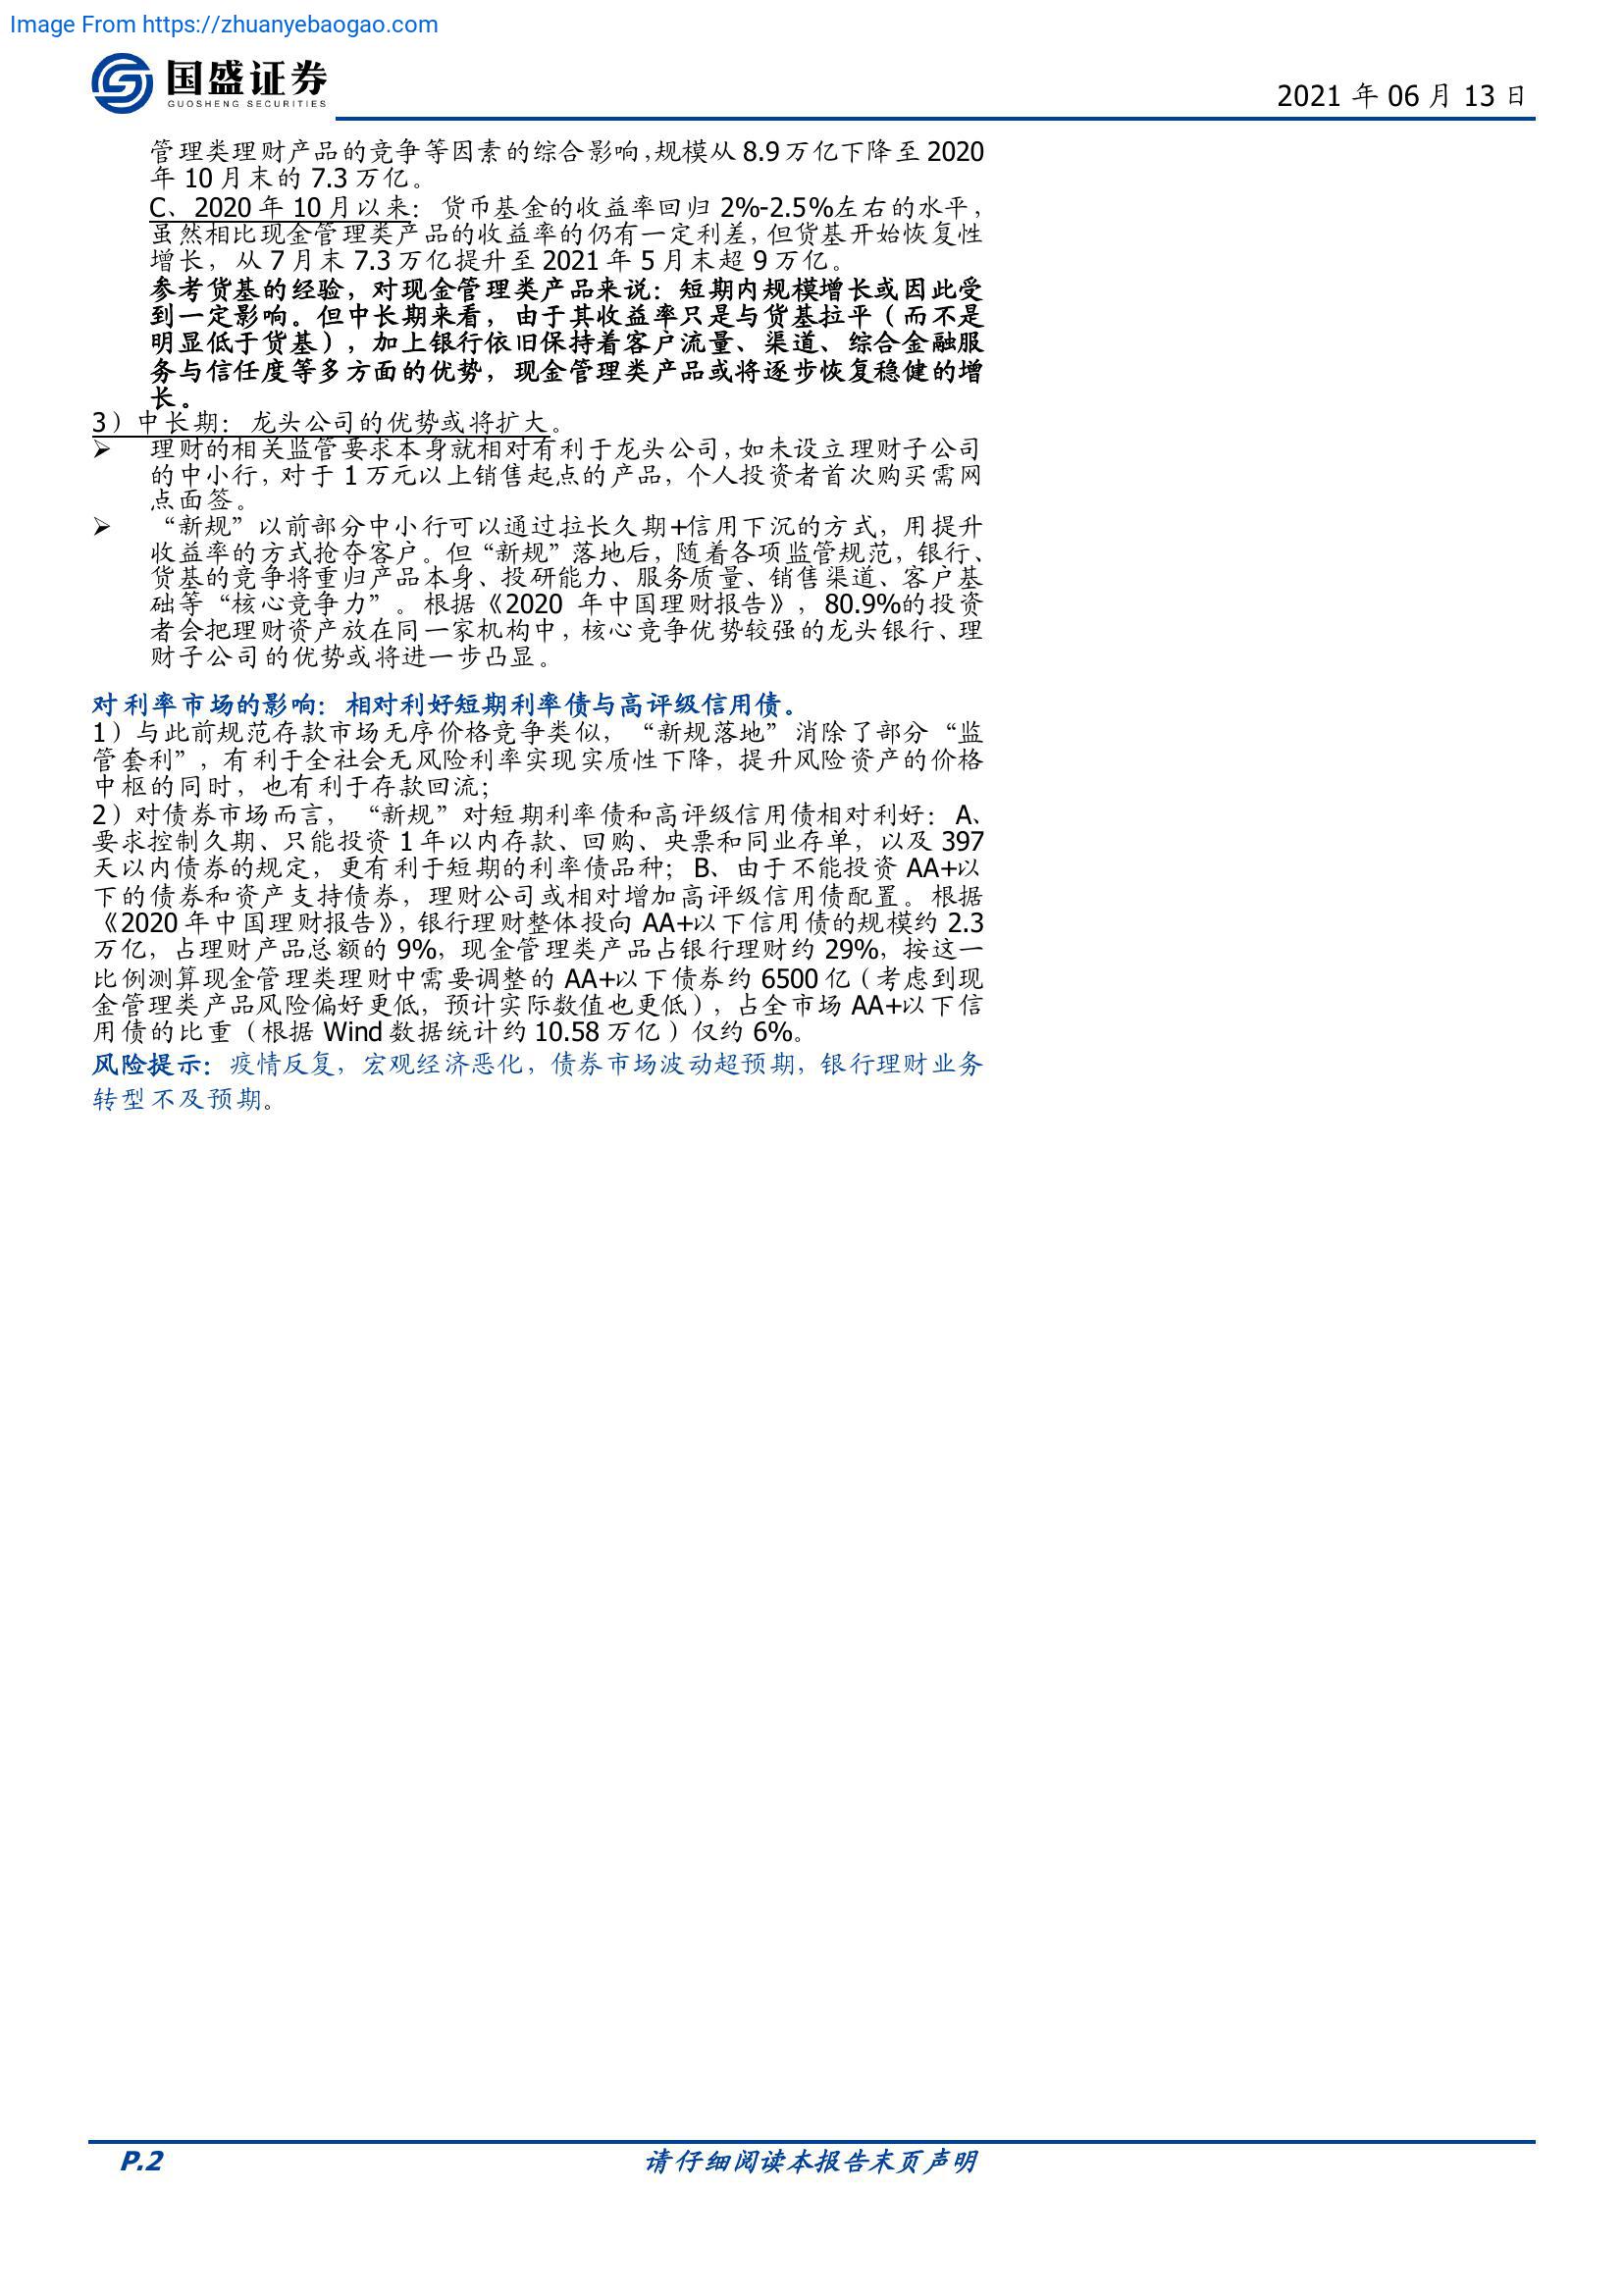 Image From https://zhuanyebaogao.com
国盛证券
GUOSHENG SECURITIES
2021 年 06 月 13 日
管理类理财产品的竞争等因素的综合影响，规模从 8.9 万亿下降至 2020
年 10 月末的 7.3 万亿。
C、2020 年 10 月以来：货币基金的收益率回归 2%-2.5%左右的水平，
虽然相比现金管理类产品的收益率的仍有一定利差，但货基开始恢复性
增长，从 7 月末 7.3 万亿提升至 2021 年 5 月末超 9 万亿。
参考货基的经验，对现金管理类产品来说：短期内规模增长或因此受
到一定影响。但中长期来看，由于其收益率只是与货基拉平（而不是
明显低于货基），加上银行依旧保持着客户流量、渠道、综合金融服
务与信任度等多方面的优势，现金管理类产品或将逐步恢复稳健的增
长。
3）中长期：龙头公司的优势或将扩大。
➢ 理财的相关监管要求本身就相对有利于龙头公司，如未设立理财子公司
的中小行，对于 1 万元以上销售起点的产品，个人投资者首次购买需网
点面签。
➢ “新规”以前部分中小行可以通过拉长久期+信用下沉的方式，用提升
收益率的方式抢夺客户。但“新规”落地后，随着各项监管规范，银行、
货基的竞争将重归产品本身、投研能力、服务质量、销售渠道、客户基
础等“核心竞争力”。根据《2020 年中国理财报告》，80.9%的投资
者会把理财资产放在同一家机构中，核心竞争优势较强的龙头银行、理
财子公司的优势或将进一步凸显。
对利率市场的影响：相对利好短期利率债与高评级信用债。
1）与此前规范存款市场无序价格竞争类似，“新规落地”消除了部分“监
管套利”，有利于全社会无风险利率实现实质性下降，提升风险资产的价格
中枢的同时，也有利于存款回流；
2）对债券市场而言，“新规”对短期利率债和高评级信用债相对利好：A、
要求控制久期、只能投资 1 年以内存款、回购、央票和同业存单，以及 397
天以内债券的规定，更有利于短期的利率债品种；B、由于不能投资 AA+以
下的债券和资产支持债券，理财公司或相对增加高评级信用债配置。根据
《2020 年中国理财报告》，银行理财整体投向 AA+以下信用债的规模约 2.3
万亿，占理财产品总额的 9%，现金管理类产品占银行理财约 29%，按这一
比例测算现金管理类理财中需要调整的 AA+以下债券约 6500 亿（考虑到现
金管理类产品风险偏好更低，预计实际数值也更低），占全市场 AA+以下信
用债的比重（根据 Wind 数据统计约 10.58 万亿）仅约 6%。
风险提示：疫情反复，宏观经济恶化，债券市场波动超预期，银行理财业务
转型不及预期。
P.2
请仔细阅读本报告末页声明